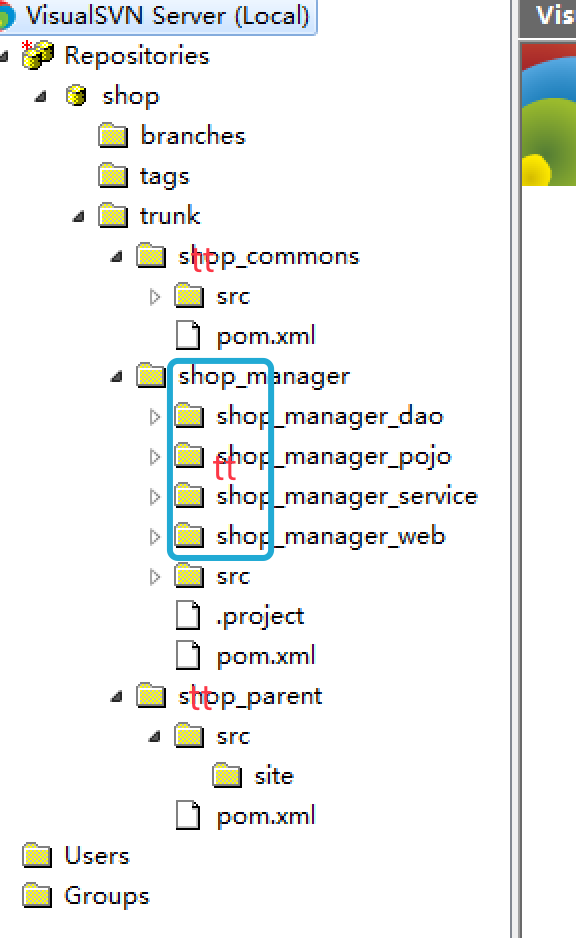 VisualSVN Server (Local)
Vis
Repositories
shop
branches
tags
trunk
shop_commons
tt
src
pom.xml
shop_manager
shop_manager_dao
shop_manager_pojo
tt
shop_manager_service
shop_manager_web
src
.project
pom.xml
shop_parent
tt
src
site
pom.xml
Users
Groups